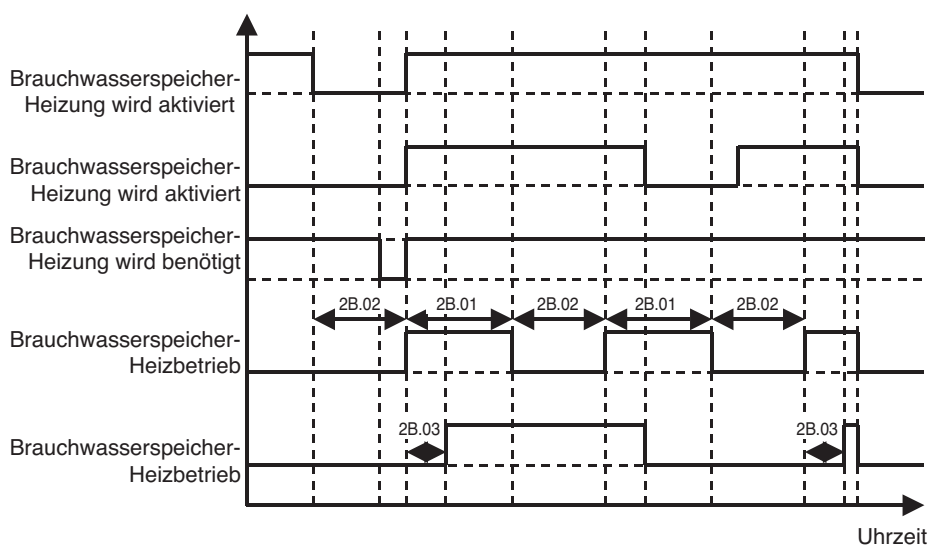 Brauchwasserspeicher-
Heizung wird aktiviert
Brauchwasserspeicher-
Heizung wird aktiviert
Brauchwasserspeicher-
Heizung wird benötigt
2B.02 2B.01 2B.02 2B.01 2B.02
Brauchwasserspeicher-
Heizbetrieb
2B.03 2B.03
Brauchwasserspeicher-
Heizbetrieb
Uhrzeit